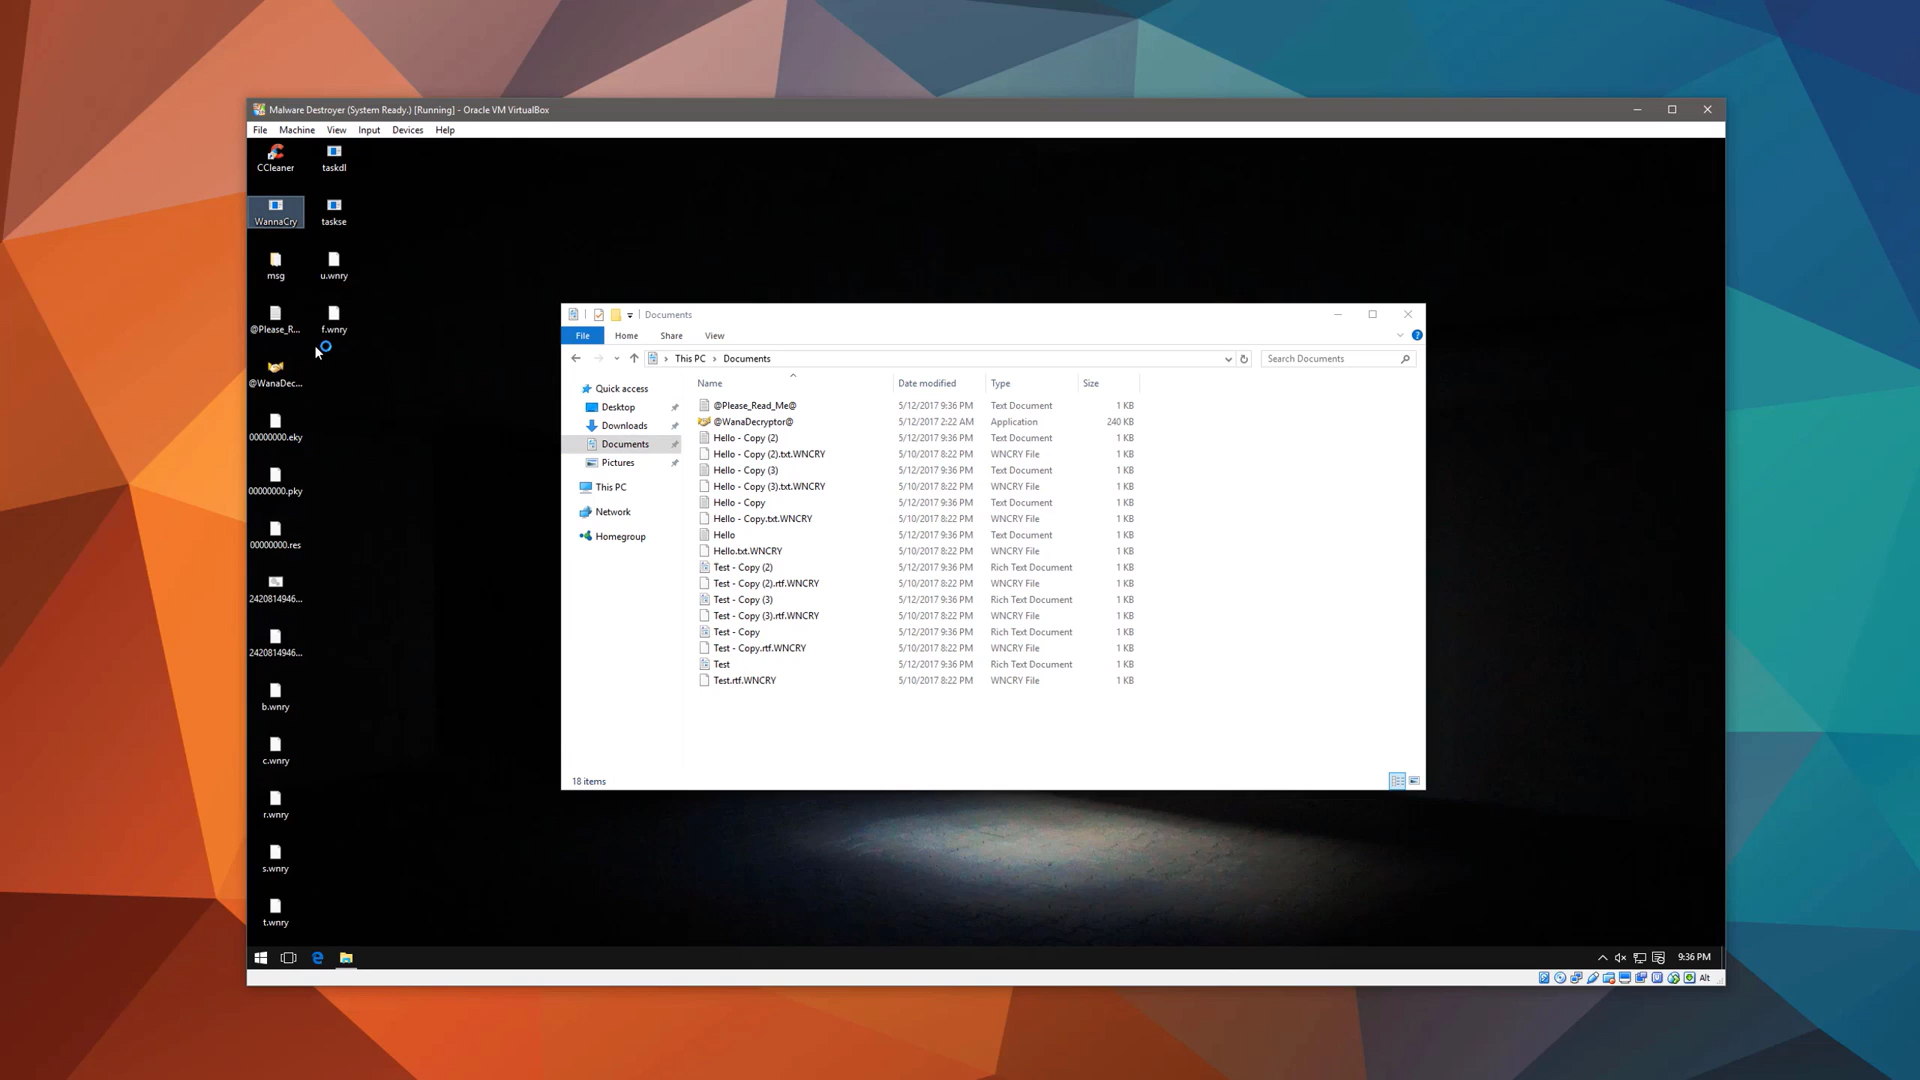 Malware Destroyer (System Ready.) [Running] - Oracle VM VirtualBox
File Machine View Input Devices Help
CCleaner
taskdl
WannaCry
taskse
msg
u.wnry
@Please_R...
f.wnry
@WanaDec...
00000000.eky
00000000.pky
00000000.res
2420814946...
2420814946...
b.wnry
c.wnry
r.wnry
s.wnry
t.wnry
Documents
File Home Share View
This PC > Documents
Search Documents
Quick access
Desktop
Downloads
Documents
Pictures
This PC
Network
Homegroup
Name Date modified Type Size
@Please_Read_Me@ 5/12/2017 9:36 PM Text Document 1 KB
@WanaDecryptor@ 5/12/2017 2:22 AM Application 240 KB
Hello - Copy (2) 5/12/2017 9:36 PM Text Document 1 KB
Hello - Copy (2).txt.WNCRY 5/10/2017 8:22 PM WNCRY File 1 KB
Hello - Copy (3) 5/12/2017 9:36 PM Text Document 1 KB
Hello - Copy (3).txt.WNCRY 5/10/2017 8:22 PM WNCRY File 1 KB
Hello - Copy 5/12/2017 9:36 PM Text Document 1 KB
Hello - Copy.txt.WNCRY 5/10/2017 8:22 PM WNCRY File 1 KB
Hello 5/12/2017 9:36 PM Text Document 1 KB
Hello.txt.WNCRY 5/10/2017 8:22 PM WNCRY File 1 KB
Test - Copy (2) 5/12/2017 9:36 PM Rich Text Document 1 KB
Test - Copy (2).rtf.WNCRY 5/10/2017 8:22 PM WNCRY File 1 KB
Test - Copy (3) 5/12/2017 9:36 PM Rich Text Document 1 KB
Test - Copy (3).rtf.WNCRY 5/10/2017 8:22 PM WNCRY File 1 KB
Test - Copy 5/12/2017 9:36 PM Rich Text Document 1 KB
Test - Copy.rtf.WNCRY 5/10/2017 8:22 PM WNCRY File 1 KB
Test 5/12/2017 9:36 PM Rich Text Document 1 KB
Test.rtf.WNCRY 5/10/2017 8:22 PM WNCRY File 1 KB
18 items
9:36 PM
Alt